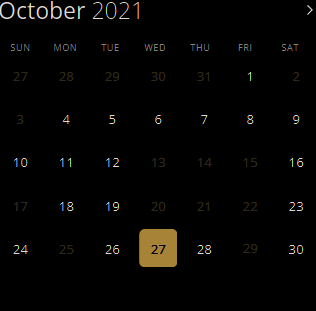 October 2021
SUN MON TUE WED THU FRI SAT
27 28 29 30 31 1 2
3 4 5 6 7 8 9
10 11 12 13 14 15 16
17 18 19 20 21 22 23
24 25 26 27 28 29 30